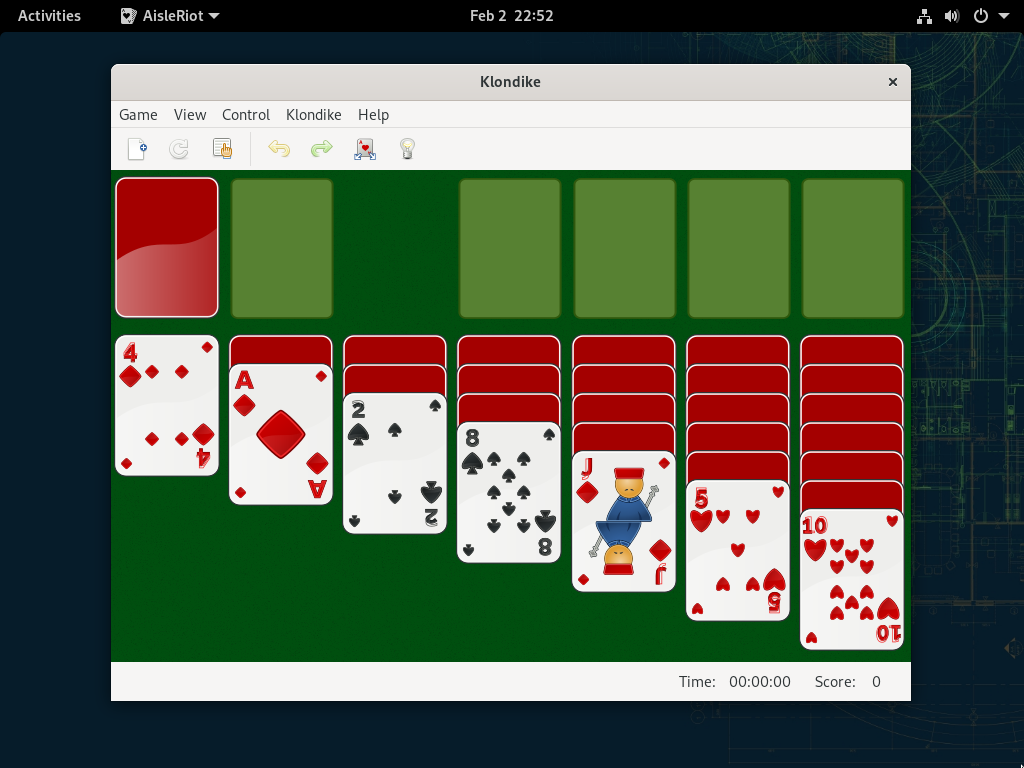 Activities AisleRiot Feb 2 22:52
Klondike
Game View Control Klondike Help
4
4
A
A
2
2
8
8
J
J
5
5
10
10
Time: 00:00:00 Score: 0